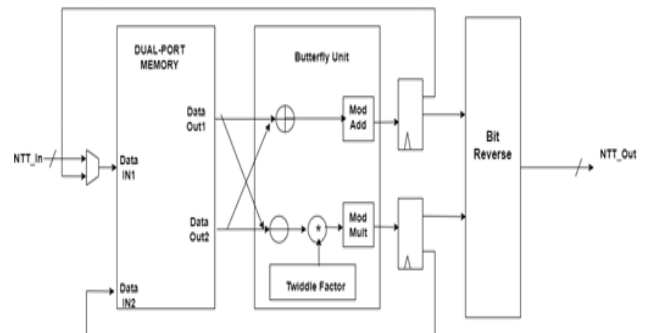 DUAL-PORT
MEMORY
Butterfly Unit
Data
Out1
Mod
Add
Bit
Reverse
NTT_In
Data
IN1
NTT_Out
Data
Out2
*
Mod
Mult
Data
IN2
Twiddle Factor